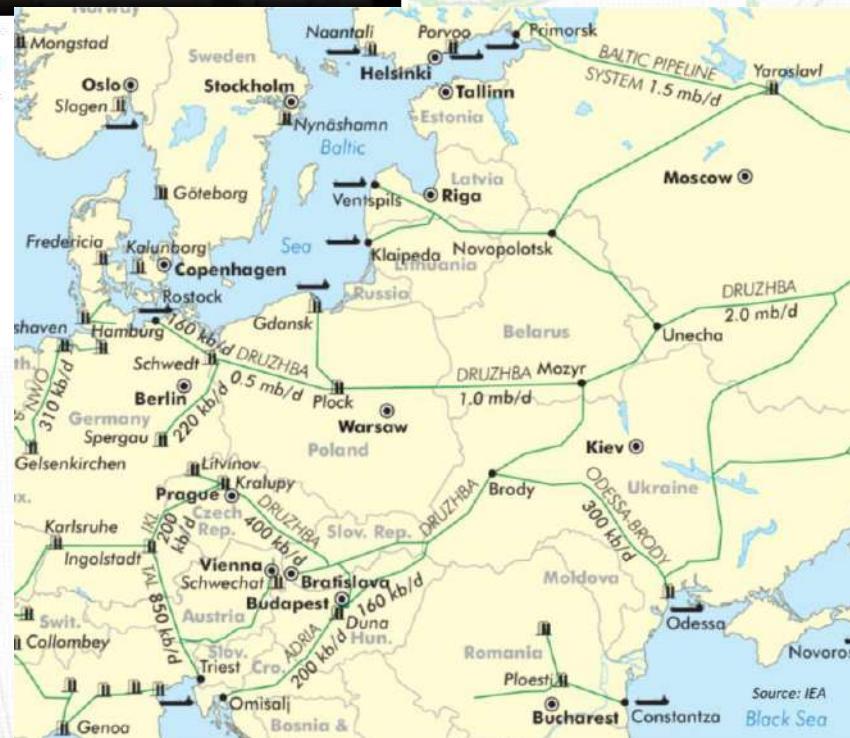 Norway
Mongstad
Sweden
Naantali
Porvoo
Primorsk
Helsinki
BALTIC PIPELINE
SYSTEM 1.5 mb/d
Yaroslavl
Oslo
Stockholm
Tallinn
Slagen
Nynäshamn
Estonia
Baltic
Latvia
Moscow
Göteborg
Ventspils
Riga
Fredericia
Kalunborg
Sea
Klaipeda
Novopolotsk
Copenhagen
Lithuania
Rostock
Russia
DRUZHBA
2.0 mb/d
shaven
Hamburg
160 kb/d
Gdansk
Belarus
Unecha
th.
Schwedt
DRUZHBA
0.5 mb/d
DRUZHBA
1.0 mb/d
Mozyr
NWO
310 kb/d
Berlin
Plock
Germany
220 kb/d
Warsaw
Spergau
Poland
Kiev
Gelsenkirchen
Litvinov
Kralupy
Brody
ODESSA-BRODY
300 kb/d
Ukraine
ux.
Prague
Czech
Rep.
DRUZHBA
400 kb/d
Slov. Rep.
DRUZHBA
Karlsruhe
IKL
200
kb/d
Ingolstadt
Vienna
Schwechat
Bratislava
Moldova
TAL 850 kb/d
Austria
Budapest
160 kb/d
Swit.
Duna
Hun.
Odessa
Collombey
Slov.
ADRIA
200 kb/d
Romania
Triest
Cro.
Novoros
Omišalj
Ploesti
Source: IEA
Genoa
Bosnia &
Bucharest
Constantza
Black Sea